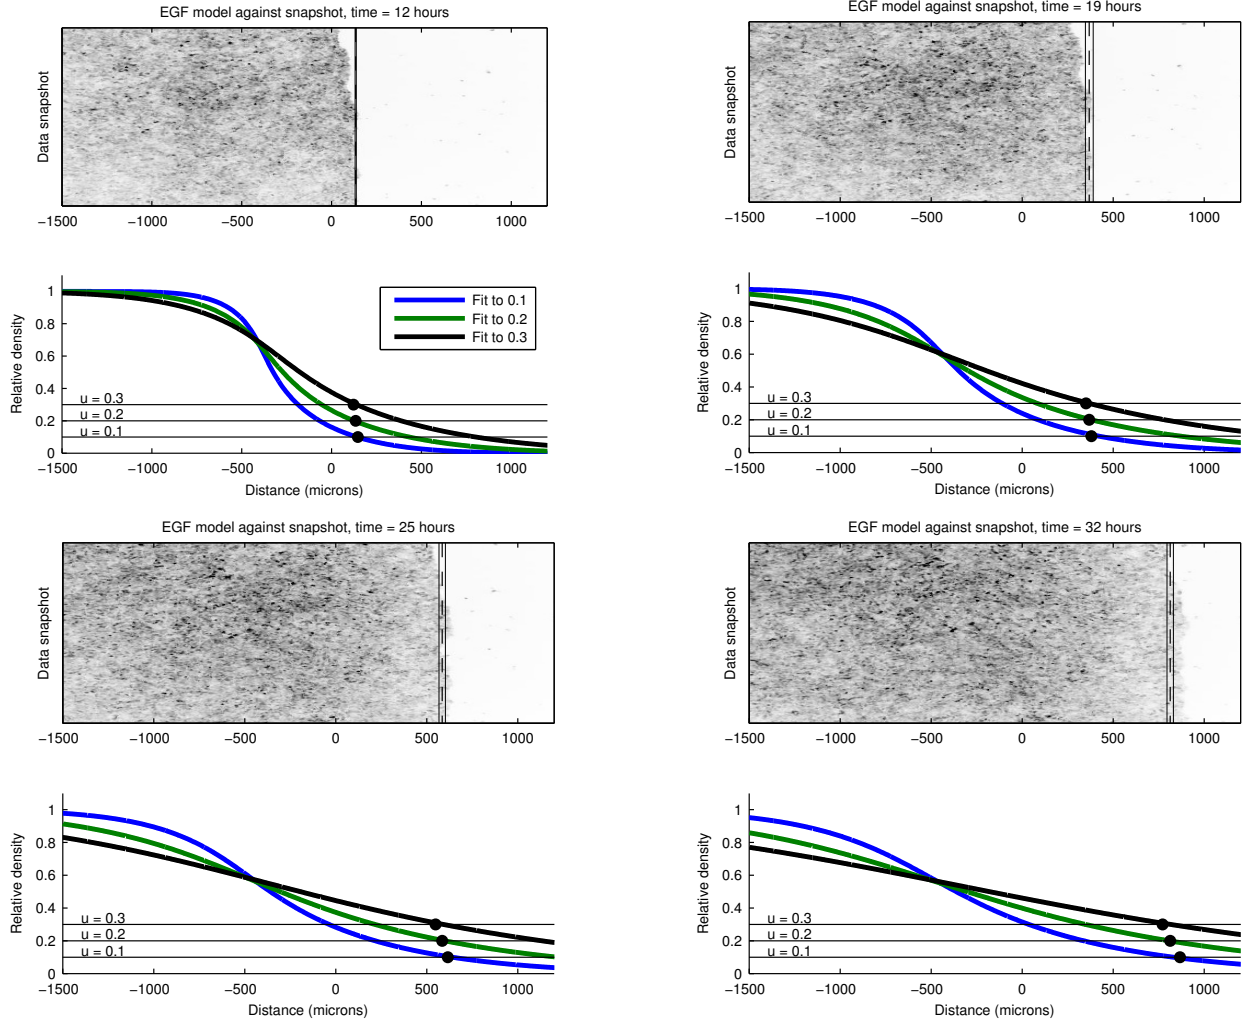 EGF model against snapshot, time = 12 hours
Data snapshot
−1500 −1000 −500 0 500 1000
Relative density
1
0.8
0.6
0.4
0.2
0
Fit to 0.1
Fit to 0.2
Fit to 0.3
u = 0.3
u = 0.2
u = 0.1
−1500 −1000 −500 0 500 1000
Distance (microns)
EGF model against snapshot, time = 19 hours
Data snapshot
−1500 −1000 −500 0 500 1000
Relative density
1
0.8
0.6
0.4
0.2
0
u = 0.3
u = 0.2
u = 0.1
−1500 −1000 −500 0 500 1000
Distance (microns)
EGF model against snapshot, time = 25 hours
Data snapshot
−1500 −1000 −500 0 500 1000
Relative density
1
0.8
0.6
0.4
0.2
0
u = 0.3
u = 0.2
u = 0.1
−1500 −1000 −500 0 500 1000
Distance (microns)
EGF model against snapshot, time = 32 hours
Data snapshot
−1500 −1000 −500 0 500 1000
Relative density
1
0.8
0.6
0.4
0.2
0
u = 0.3
u = 0.2
u = 0.1
−1500 −1000 −500 0 500 1000
Distance (microns)